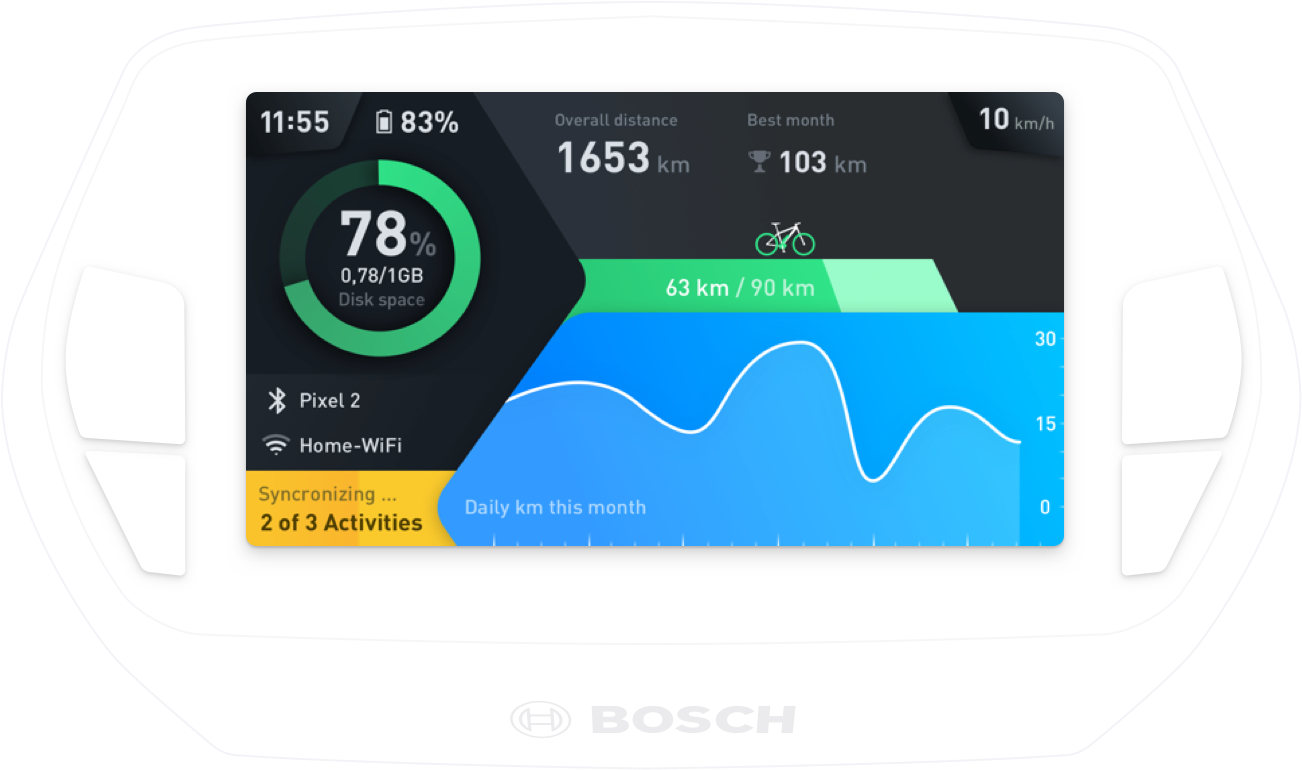 11:55
83%
78%
0,78/1GB
Disk space
Pixel 2
Home-WiFi
Syncronizing ...
2 of 3 Activities
Overall distance
1653 km
Best month
103 km
10 km/h
63 km / 90 km
30
15
0
Daily km this month
BOSCH